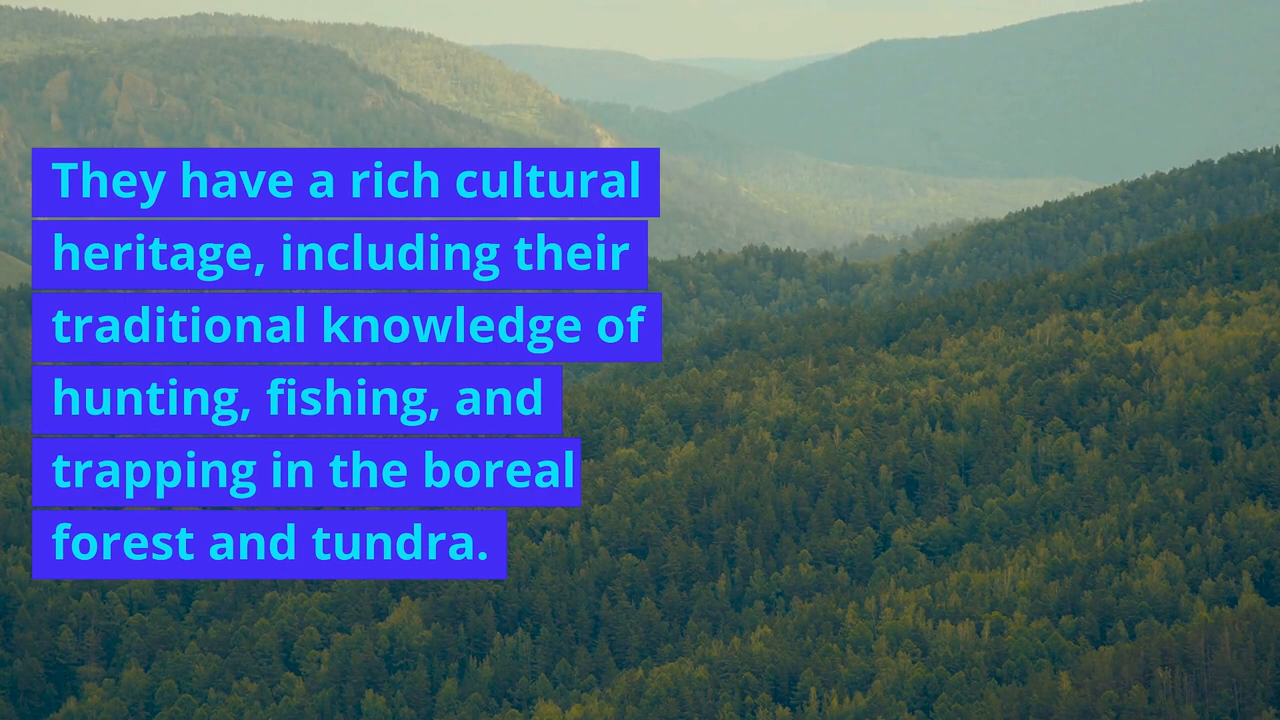 They have a rich cultural
heritage, including their
traditional knowledge of
hunting, fishing, and
trapping in the boreal
forest and tundra.